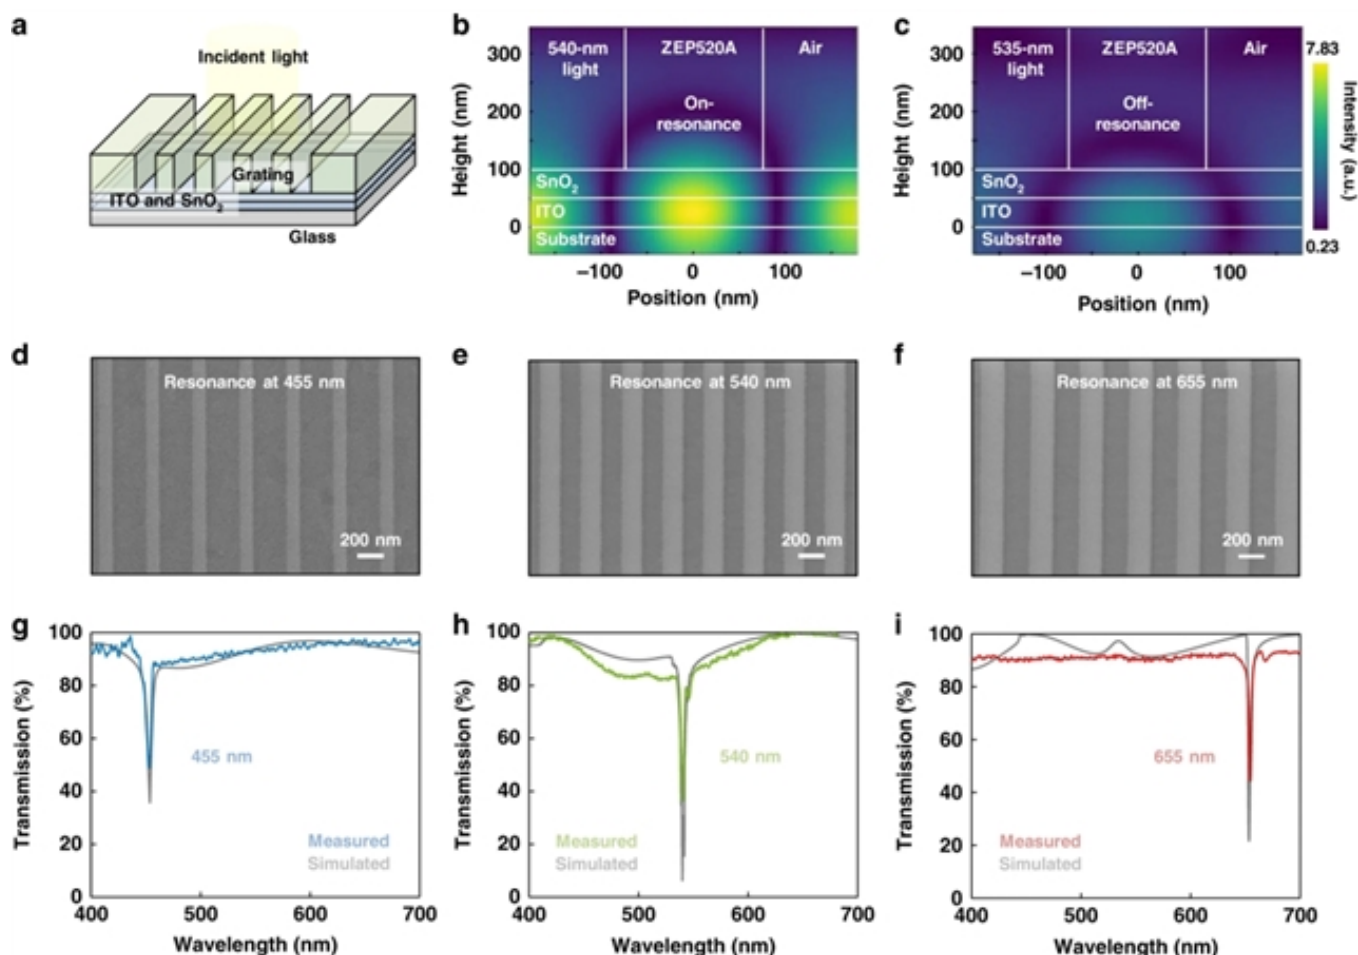 a
Incident light
Grating
ITO and SnO2
Glass
b
540-nm light
ZEP520A
Air
On-resonance
SnO2
ITO
Substrate
Height (nm)
300
200
100
0
−100
0
100
Position (nm)
c
535-nm light
ZEP520A
Air
Off-resonance
SnO2
ITO
Substrate
Height (nm)
300
200
100
0
−100
0
100
Position (nm)
7.83
Intensity (a.u.)
0.23
d
Resonance at 455 nm
200 nm
e
Resonance at 540 nm
200 nm
f
Resonance at 655 nm
200 nm
g
Transmission (%)
100
80
60
40
20
0
455 nm
Measured
Simulated
400
500
600
700
Wavelength (nm)
h
Transmission (%)
100
80
60
40
20
0
540 nm
Measured
Simulated
400
500
600
700
Wavelength (nm)
i
Transmission (%)
100
80
60
40
20
0
655 nm
Measured
Simulated
400
500
600
700
Wavelength (nm)